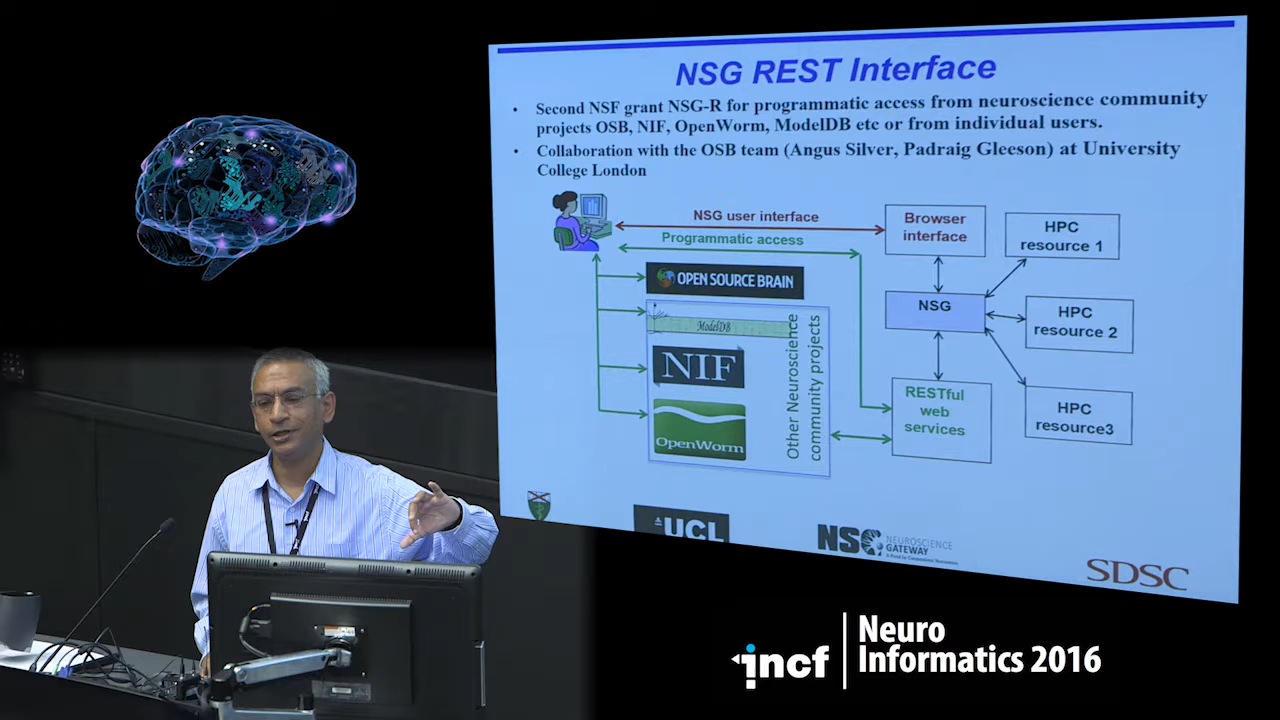 NSG REST Interface
• Second NSF grant NSG-R for programmatic access from neuroscience community
projects OSB, NIF, OpenWorm, ModelDB etc or from individual users.
• Collaboration with the OSB team (Angus Silver, Padraig Gleeson) at University
College London
NSG user interface
Programmatic access
Browser
interface
HPC
resource 1
OPEN SOURCE BRAIN
ModelDB
NIF
OpenWorm
Other Neuroscience
community projects
NSG
HPC
resource 2
RESTful
web
services
HPC
resource3
UCL
NSG
NEUROSCIENCE
GATEWAY
SDSC
incf
Neuro
Informatics 2016